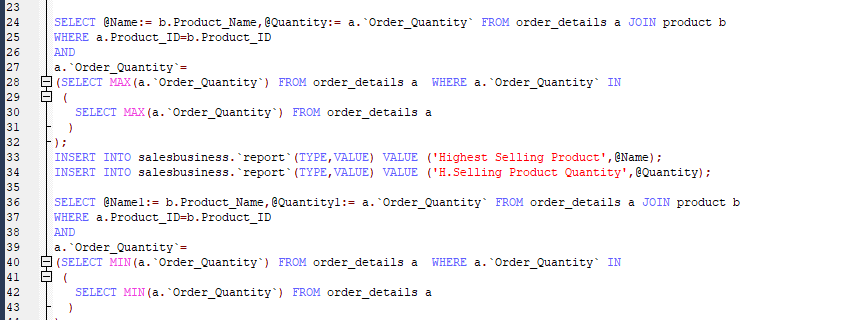 23
24 SELECT @Name:= b.Product_Name,@Quantity:= a.`Order_Quantity` FROM order_details a JOIN product b
25 WHERE a.Product_ID=b.Product_ID
26 AND
27 a.`Order_Quantity`=
28 (SELECT MAX(a.`Order_Quantity`) FROM order_details a  WHERE a.`Order_Quantity` IN
29 (
30 SELECT MAX(a.`Order_Quantity`) FROM order_details a
31 )
32 );
33 INSERT INTO salesbusiness.`report`(TYPE,VALUE) VALUE ('Highest Selling Product',@Name);
34 INSERT INTO salesbusiness.`report`(TYPE,VALUE) VALUE ('H.Selling Product Quantity',@Quantity);
35
36 SELECT @Name1:= b.Product_Name,@Quantity1:= a.`Order_Quantity` FROM order_details a JOIN product b
37 WHERE a.Product_ID=b.Product_ID
38 AND
39 a.`Order_Quantity`=
40 (SELECT MIN(a.`Order_Quantity`) FROM order_details a  WHERE a.`Order_Quantity` IN
41 (
42 SELECT MIN(a.`Order_Quantity`) FROM order_details a
43 )